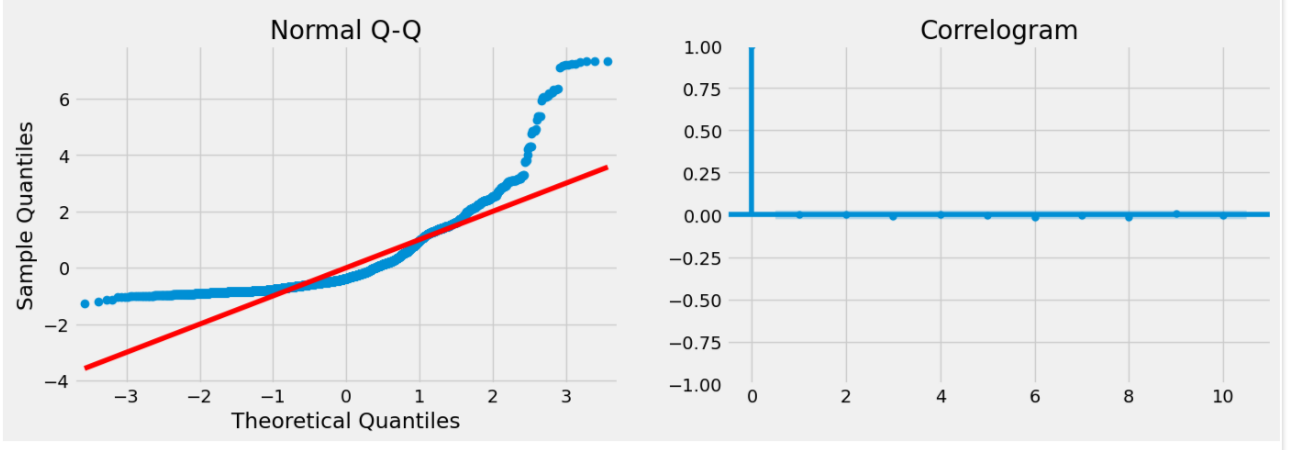 Normal Q-Q
6
4
2
0
−2
−4
Sample Quantiles
−3 −2 −1 0 1 2 3
Theoretical Quantiles
Correlogram
1.00
0.75
0.50
0.25
0.00
−0.25
−0.50
−0.75
−1.00
0 2 4 6 8 10